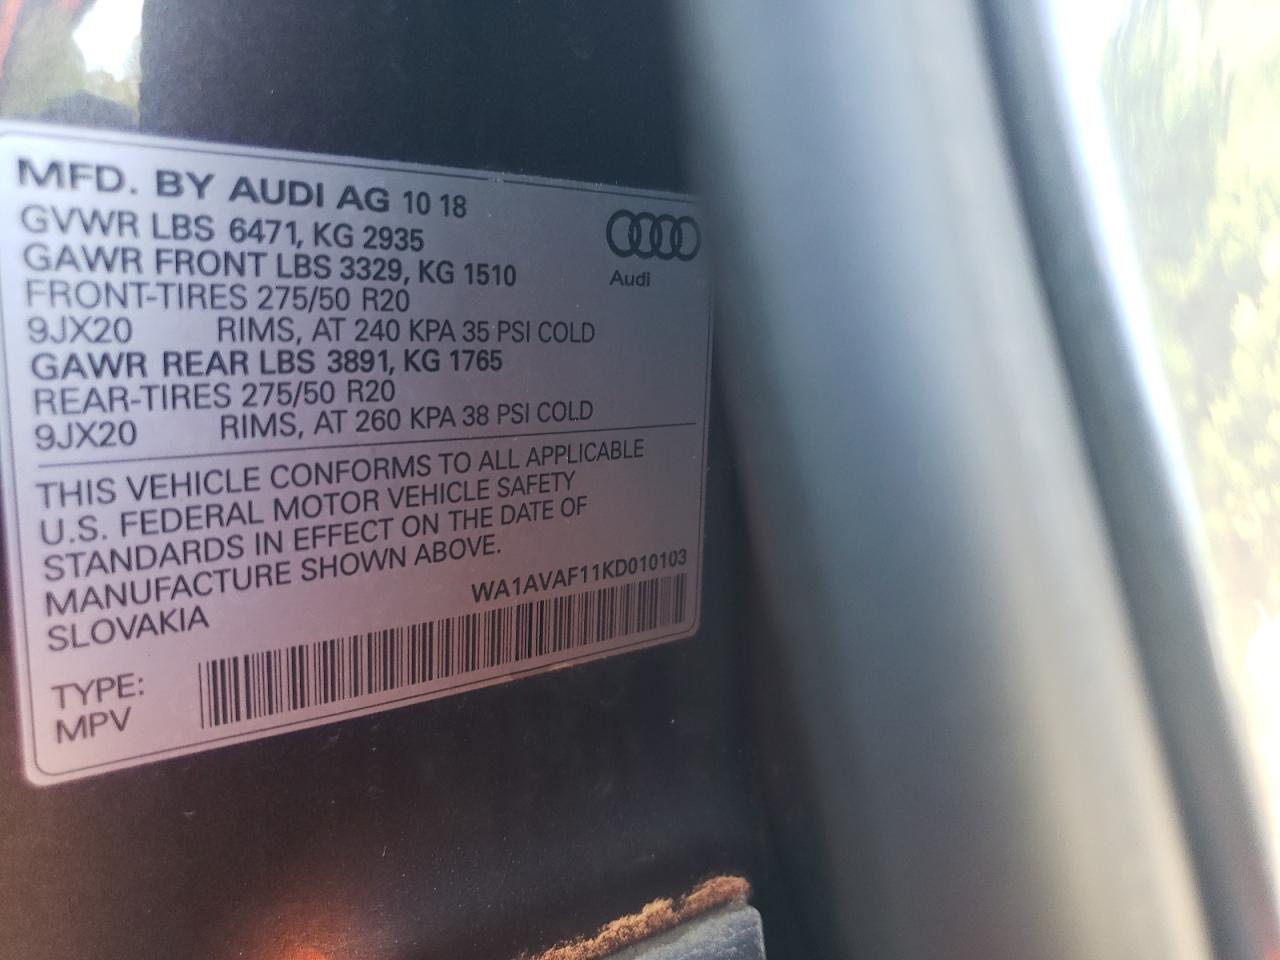 MFD. BY AUDI AG 10 18
GVWR LBS 6471, KG 2935
GAWR FRONT LBS 3329, KG 1510
FRONT-TIRES 275/50 R20
9JX20 RIMS, AT 240 KPA 35 PSI COLD
GAWR REAR LBS 3891, KG 1765
REAR-TIRES 275/50 R20
9JX20 RIMS, AT 260 KPA 38 PSI COLD
Audi
THIS VEHICLE CONFORMS TO ALL APPLICABLE
U.S. FEDERAL MOTOR VEHICLE SAFETY
STANDARDS IN EFFECT ON THE DATE OF
MANUFACTURE SHOWN ABOVE.
SLOVAKIA
WA1AVAF11KD010103
TYPE:
MPV